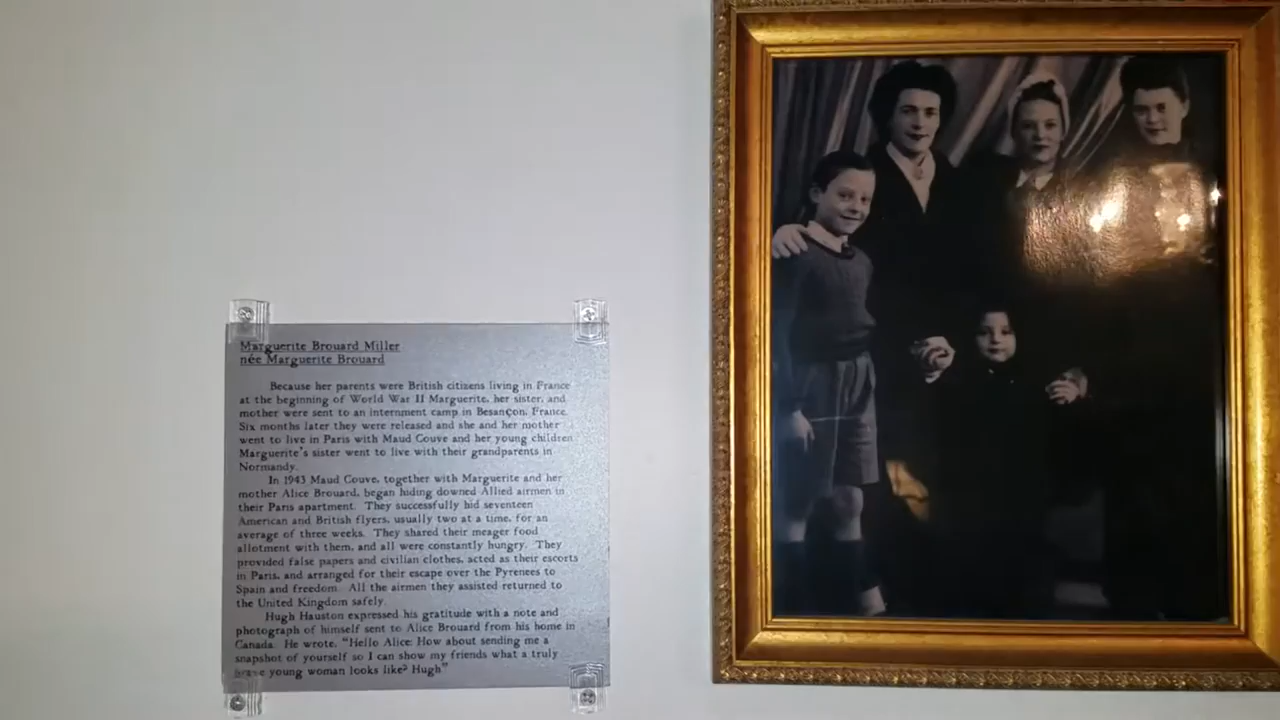 Marguerite Brouard Miller
née Marguerite Brouard
Because her parents were British citizens living in France
at the beginning of World War II Marguerite, her sister, and
mother were sent to an internment camp in Besançon, France.
Six months later they were released and she and her mother
went to live in Paris with Maud Couve and her young children
Marguerite's sister went to live with their grandparents in
Normandy.
In 1943 Maud Couve, together with Marguerite and her
mother Alice Brouard, began hiding downed Allied airmen in
their Paris apartment. They successfully hid seventeen
American and British flyers, usually two at a time, for an
average of three weeks. They shared their meager food
allotment with them, and all were constantly hungry. They
provided false papers and civilian clothes, acted as their escorts
in Paris, and arranged for their escape over the Pyrenees to
Spain and freedom. All the airmen they assisted returned to
the United Kingdom safely.
Hugh Hauston expressed his gratitude with a note and
photograph of himself sent to Alice Brouard from his home in
Canada. He wrote, "Hello Alice: How about sending me a
snapshot of yourself so I can show my friends what a truly
brave young woman looks like? Hugh"